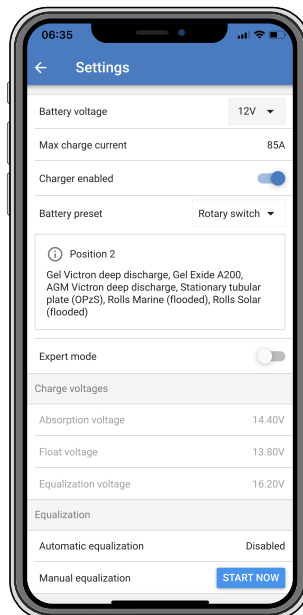 06:35
Settings
Battery voltage 12V
Max charge current 85A
Charger enabled
Battery preset Rotary switch
Position 2
Gel Victron deep discharge, Gel Exide A200,
AGM Victron deep discharge, Stationary tubular
plate (OPzS), Rolls Marine (flooded), Rolls Solar
(flooded)
Expert mode
Charge voltages
Absorption voltage 14.40V
Float voltage 13.80V
Equalization voltage 16.20V
Equalization
Automatic equalization Disabled
Manual equalization START NOW